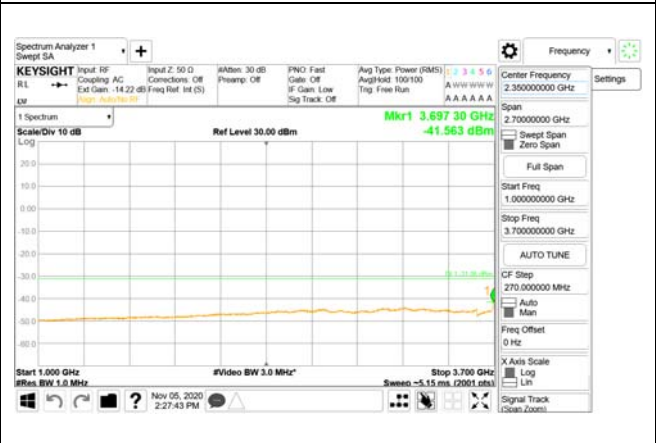 Spectrum Analyzer 1
Swept SA
+
Frequency
KEYSIGHT
RL
Input: RF
Coupling: AC
Ext Gain: -14.22 dB
Align: Auto/No RF
Input Z: 50 Ω
Corrections: Off
Freq Ref: Int (S)
#Atten: 30 dB
Preamp: Off
PNO: Fast
Gate: Off
IF Gain: Low
Sig Track: Off
Avg Type: Power (RMS)
Avg|Hold: 100/100
Trig: Free Run
1 2 3 4 5 6
A W W W W W
A A A A A A
1 Spectrum
Scale/Div 10 dB
Log
Ref Level 30.00 dBm
Mkr1 3.697 30 GHz
-41.563 dBm
20.0
10.0
0.00
-10.0
-20.0
-30.0
-40.0
-50.0
-60.0
1
Start 1.000 GHz
#Res BW 1.0 MHz
#Video BW 3.0 MHz*
Stop 3.700 GHz
Sweep ~5.15 ms (2001 pts)
Center Frequency
2.350000000 GHz
Settings
Span
2.70000000 GHz
Swept Span
Zero Span
Full Span
Start Freq
1.000000000 GHz
Stop Freq
3.700000000 GHz
AUTO TUNE
CF Step
270.000000 MHz
Auto
Man
Freq Offset
0 Hz
X Axis Scale
Log
Lin
Signal Track
(Span Zoom)
?
Nov 05, 2020
2:27:43 PM